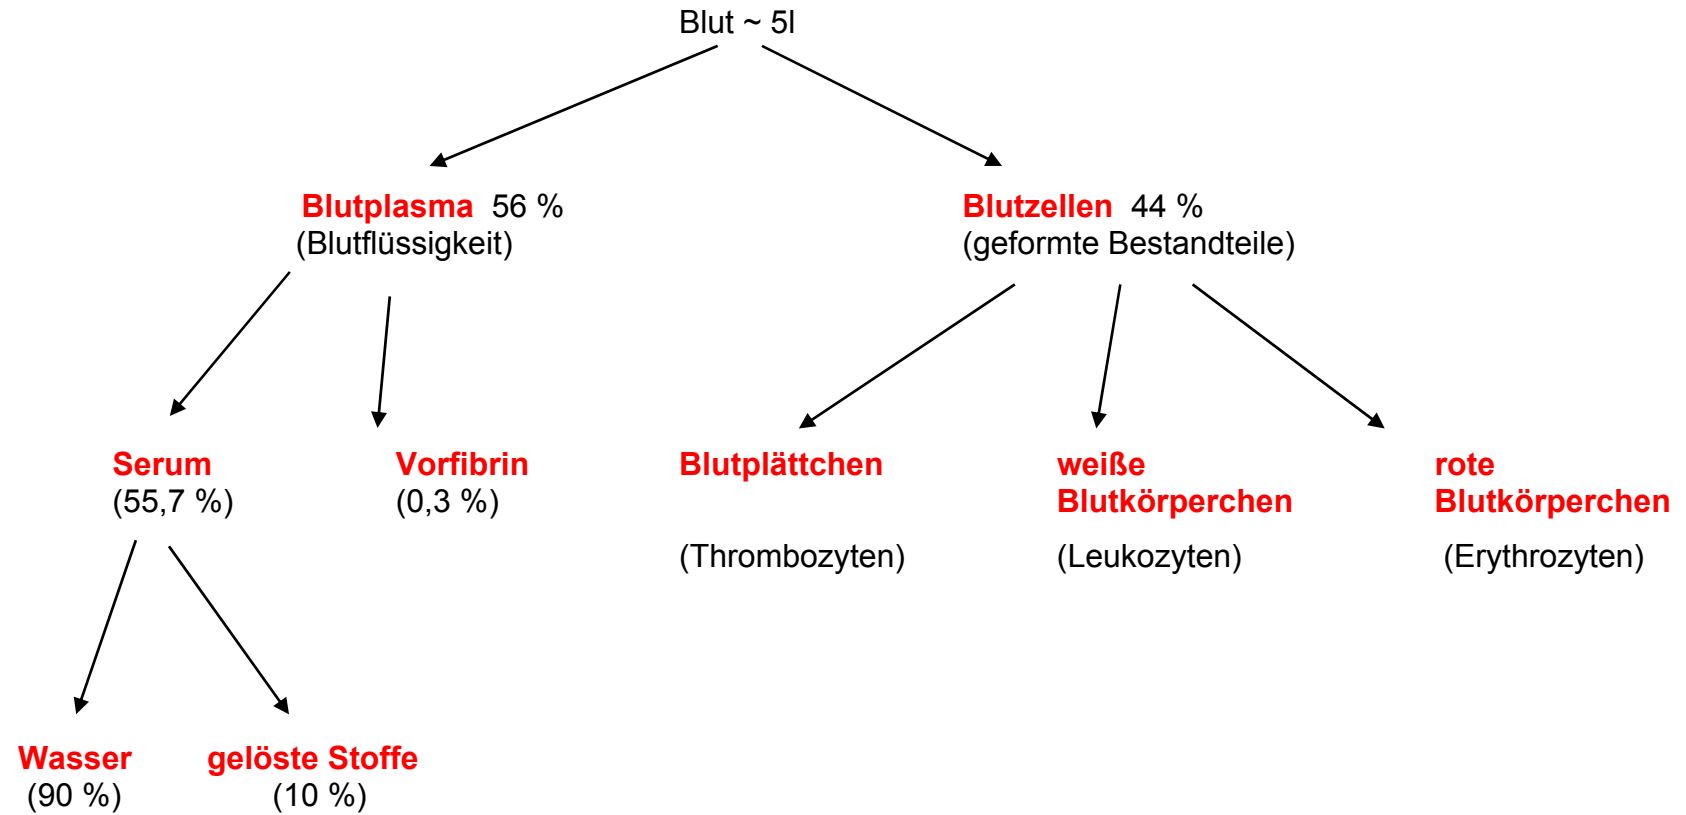 Blut ~ 5l
Blutplasma 56 %
(Blutflüssigkeit)
Blutzellen 44 %
(geformte Bestandteile)
Serum
(55,7 %)
Vorfibrin
(0,3 %)
Blutplättchen
(Thrombozyten)
weiße
Blutkörperchen
(Leukozyten)
rote
Blutkörperchen
(Erythrozyten)
Wasser
(90 %)
gelöste Stoffe
(10 %)